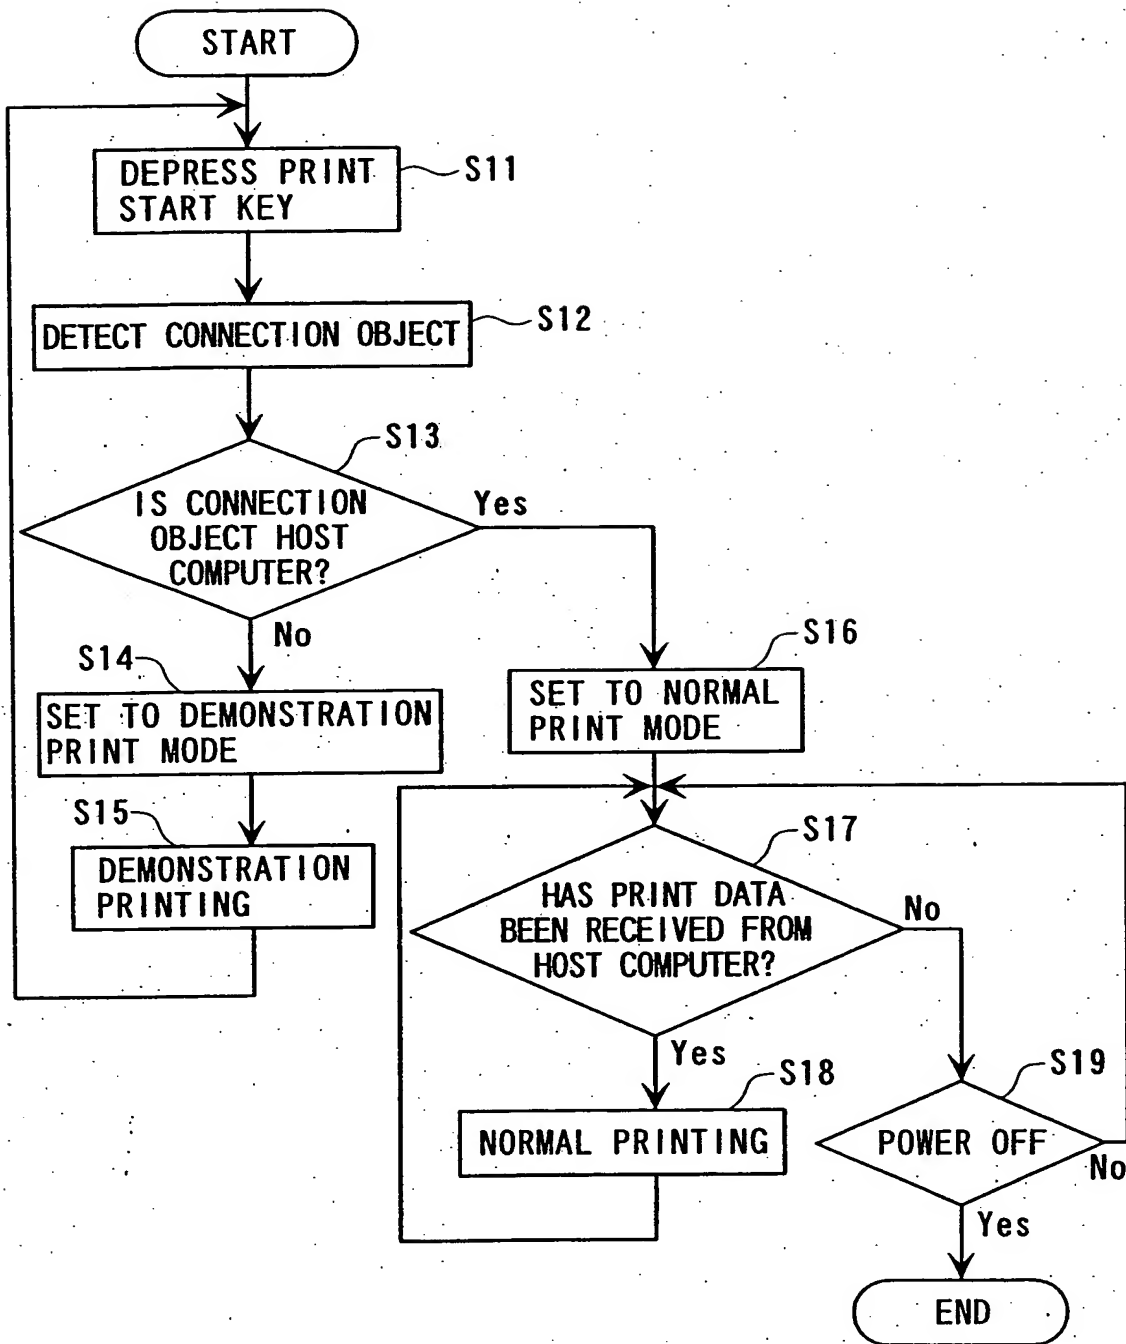 START
DEPRESS PRINT
START KEY
S11
DETECT CONNECTION OBJECT
S12
S13
IS CONNECTION
OBJECT HOST
COMPUTER?
Yes
No
S14
SET TO DEMONSTRATION
PRINT MODE
S15
DEMONSTRATION
PRINTING
S16
SET TO NORMAL
PRINT MODE
S17
HAS PRINT DATA
BEEN RECEIVED FROM
HOST COMPUTER?
No
Yes
S18
NORMAL PRINTING
S19
POWER OFF
No
Yes
END